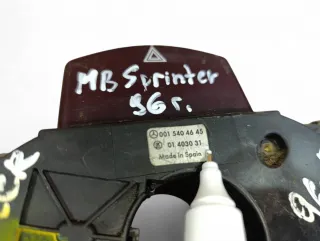 MB Sprinter
96г.
001 540 46 45
01 4030 31
Made in Spain